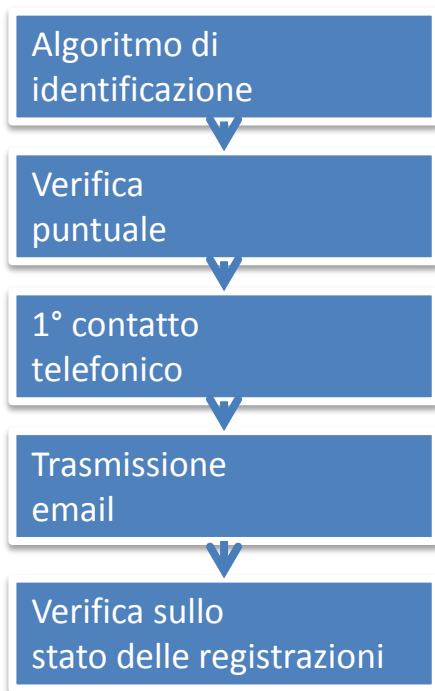 Algoritmo di
identificazione
Verifica
puntuale
1° contatto
telefonico
Trasmissione
email
Verifica sullo
stato delle registrazioni